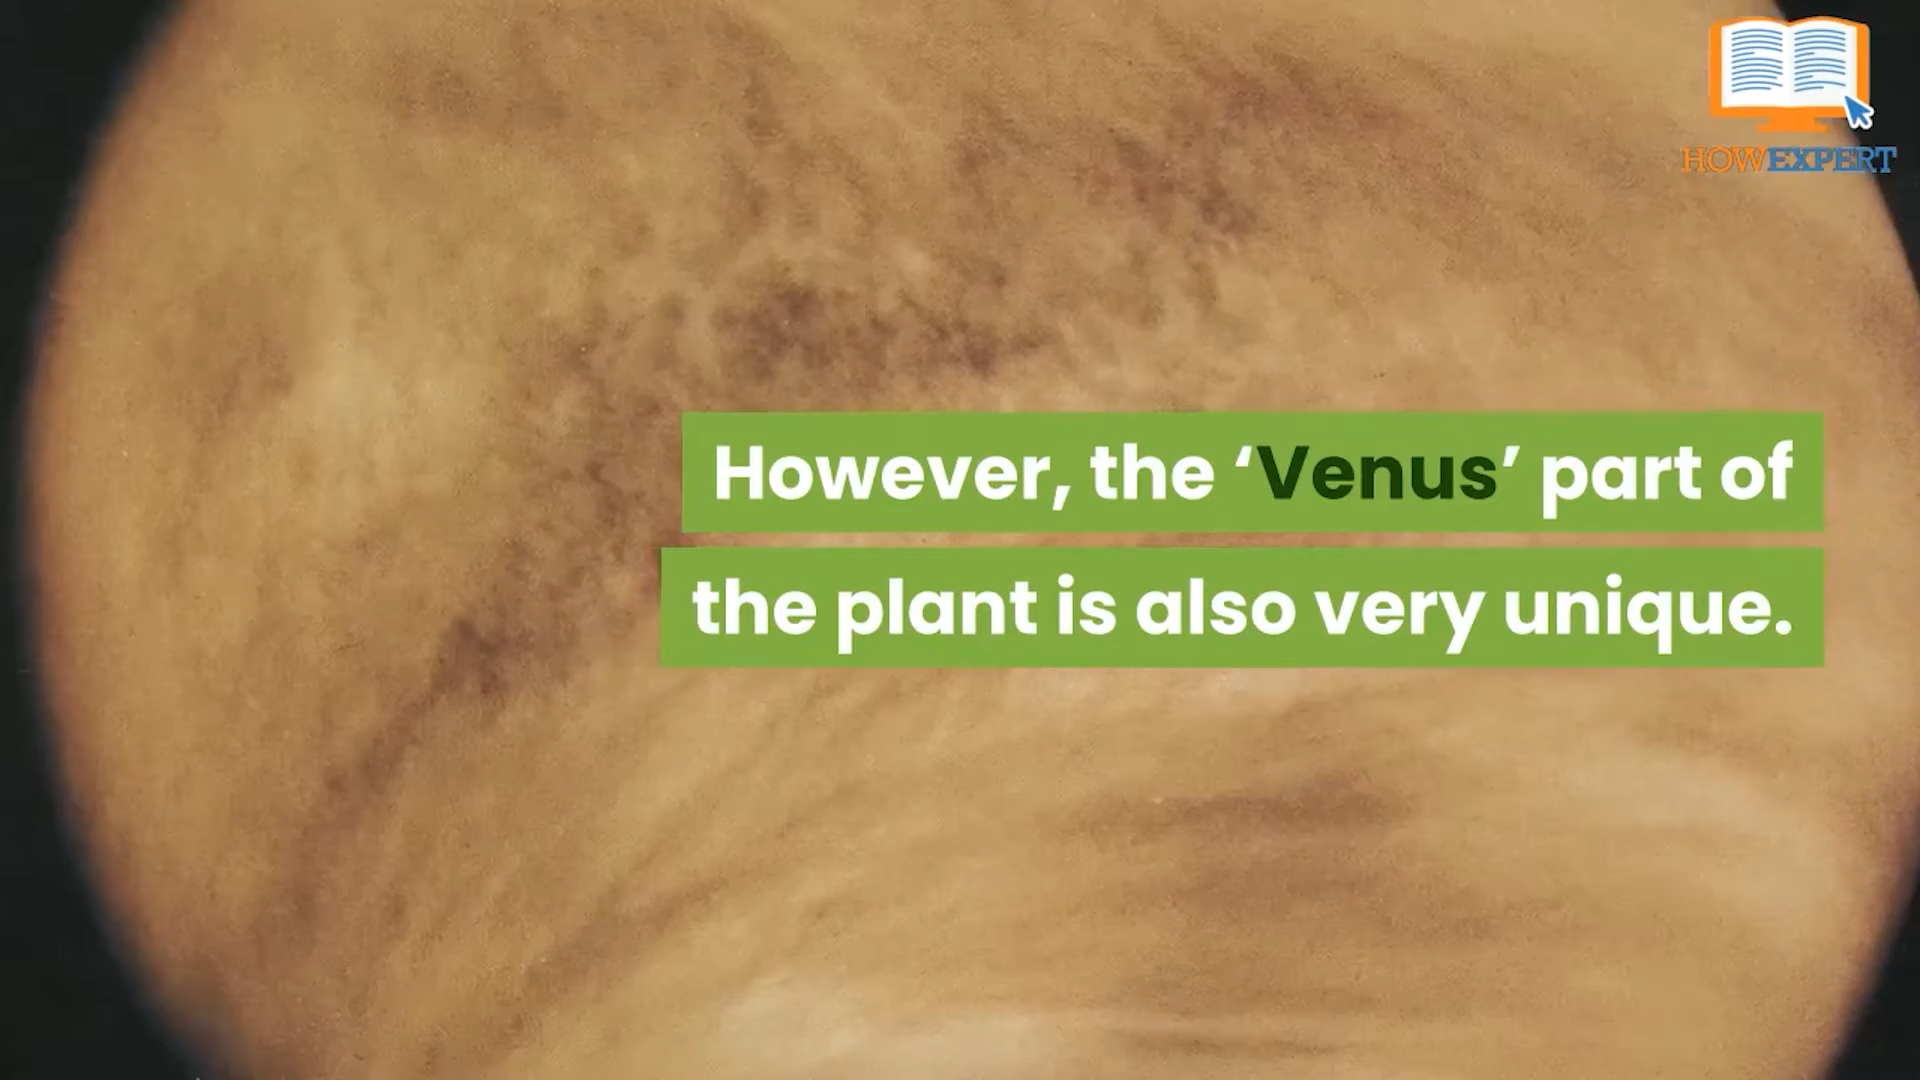 HOWEXPERT
However, the ‘Venus’ part of
the plant is also very unique.